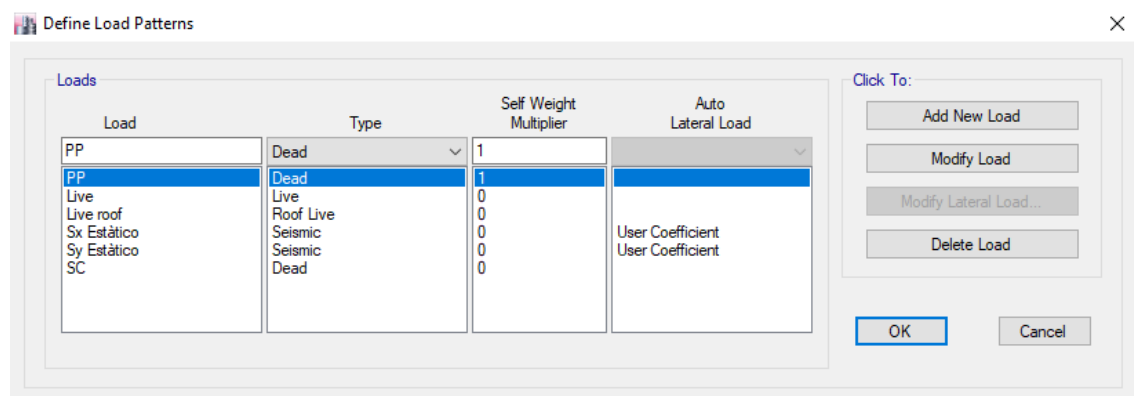 Define Load Patterns
Loads
Click To:
Load Type Self Weight Multiplier Auto Lateral Load
PP Dead 1
PP Dead 1
Live Live 0
Live roof Roof Live 0
Sx Estàtico Seismic 0 User Coefficient
Sy Estàtico Seismic 0 User Coefficient
SC Dead 0
Add New Load
Modify Load
Modify Lateral Load...
Delete Load
OK Cancel